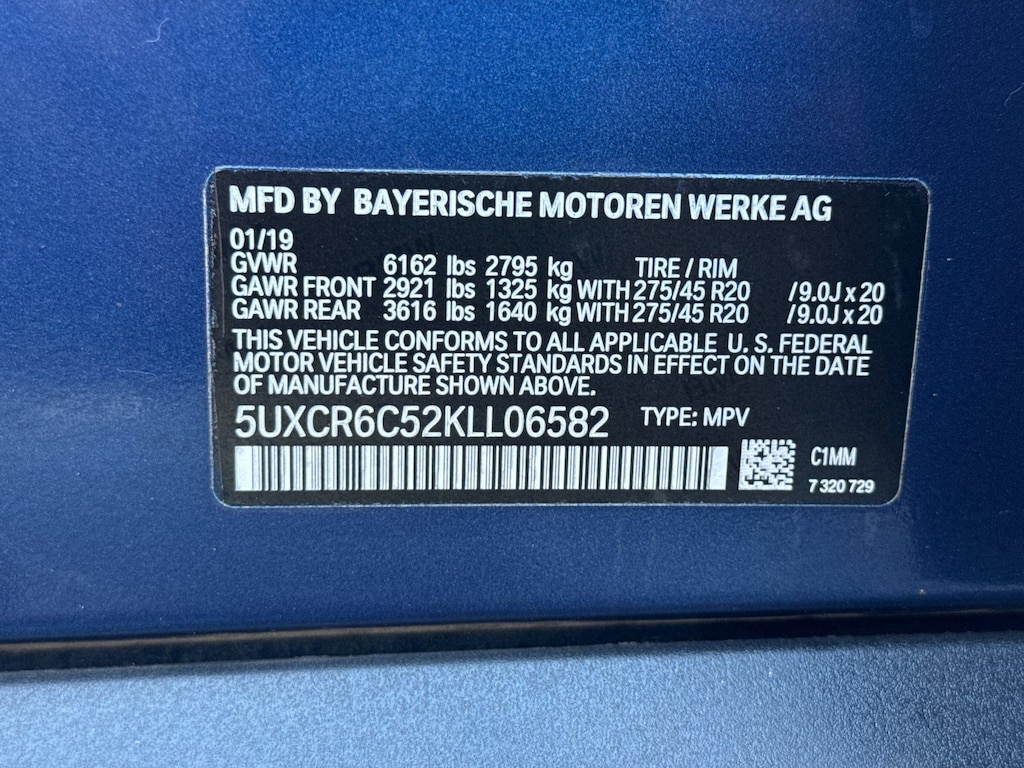 MFD BY BAYERISCHE MOTOREN WERKE AG
01/19
GVWR 6162 lbs 2795 kg TIRE / RIM
GAWR FRONT 2921 lbs 1325 kg WITH 275/45 R20 /9.0J x 20
GAWR REAR 3616 lbs 1640 kg WITH 275/45 R20 /9.0J x 20
THIS VEHICLE CONFORMS TO ALL APPLICABLE U. S. FEDERAL
MOTOR VEHICLE SAFETY STANDARDS IN EFFECT ON THE DATE
OF MANUFACTURE SHOWN ABOVE.
5UXCR6C52KLL06582 TYPE: MPV
C1MM
7 320 729